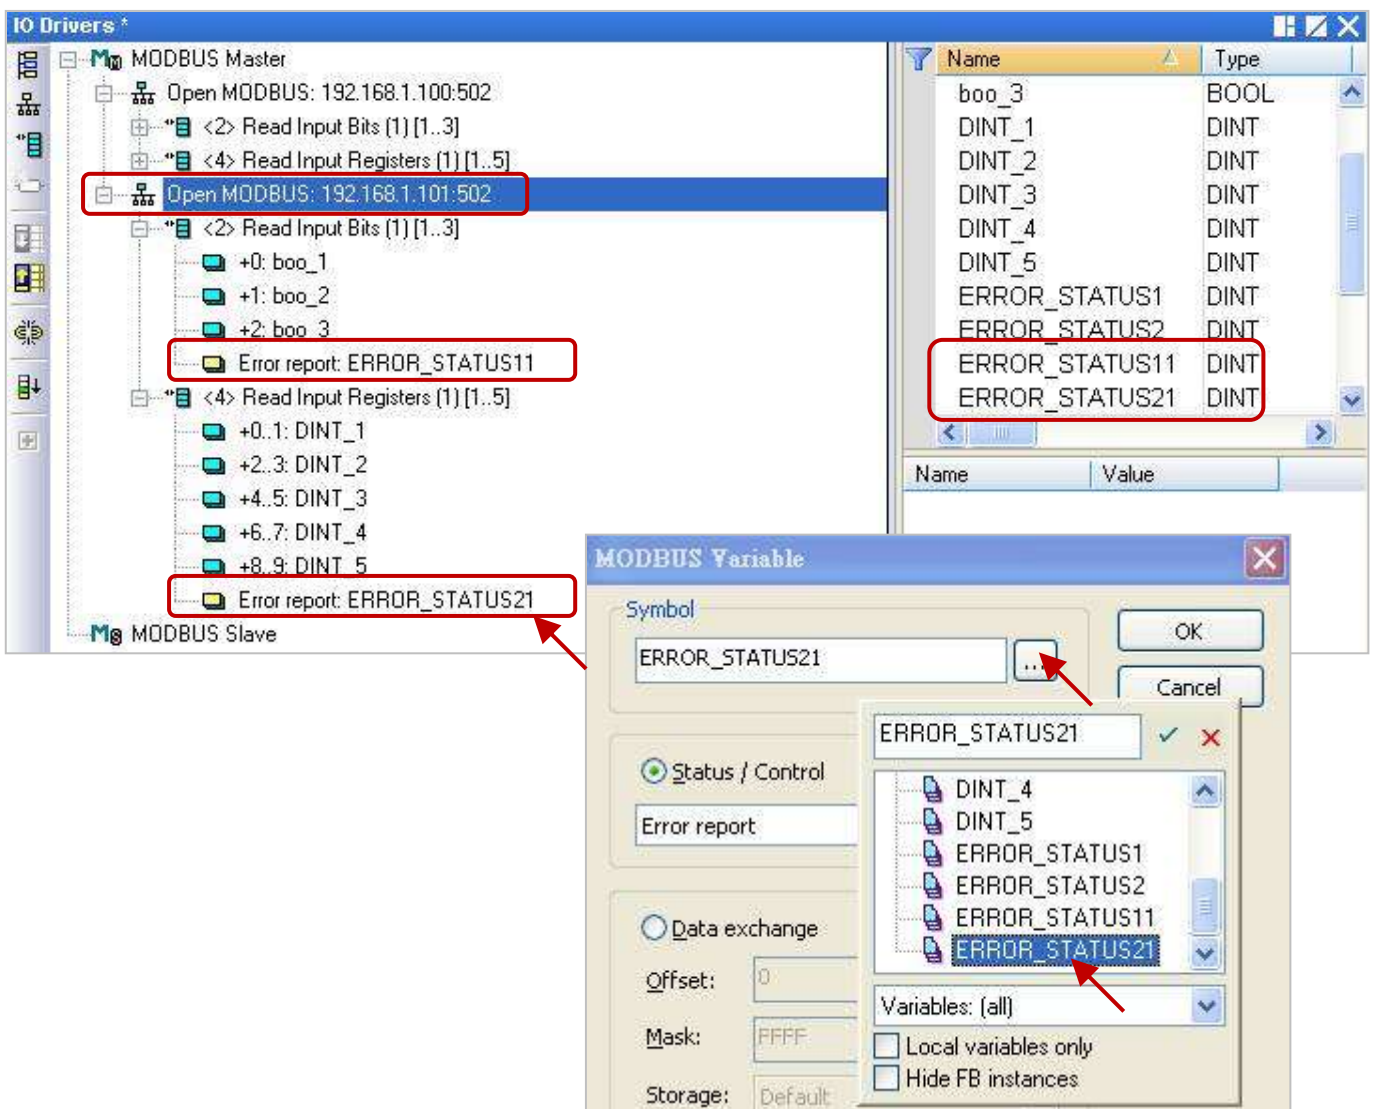 IO Drivers *
MODBUS Master
Open MODBUS: 192.168.1.100:502
<2> Read Input Bits (1) [1..3]
<4> Read Input Registers (1) [1..5]
Open MODBUS: 192.168.1.101:502
<2> Read Input Bits (1) [1..3]
+0: boo_1
+1: boo_2
+2: boo_3
Error report: ERROR_STATUS11
<4> Read Input Registers (1) [1..5]
+0..1: DINT_1
+2..3: DINT_2
+4..5: DINT_3
+6..7: DINT_4
+8..9: DINT_5
Error report: ERROR_STATUS21
MODBUS Slave
Name Type
boo_3 BOOL
DINT_1 DINT
DINT_2 DINT
DINT_3 DINT
DINT_4 DINT
DINT_5 DINT
ERROR_STATUS1 DINT
ERROR_STATUS2 DINT
ERROR_STATUS11 DINT
ERROR_STATUS21 DINT
Name Value
MODBUS Variable
Symbol
ERROR_STATUS21
...
OK
Cancel
Status / Control
Error report
Data exchange
Offset: 0
Mask: FFFF
Storage: Default
ERROR_STATUS21
DINT_4
DINT_5
ERROR_STATUS1
ERROR_STATUS2
ERROR_STATUS11
ERROR_STATUS21
Variables: (all)
Local variables only
Hide FB instances